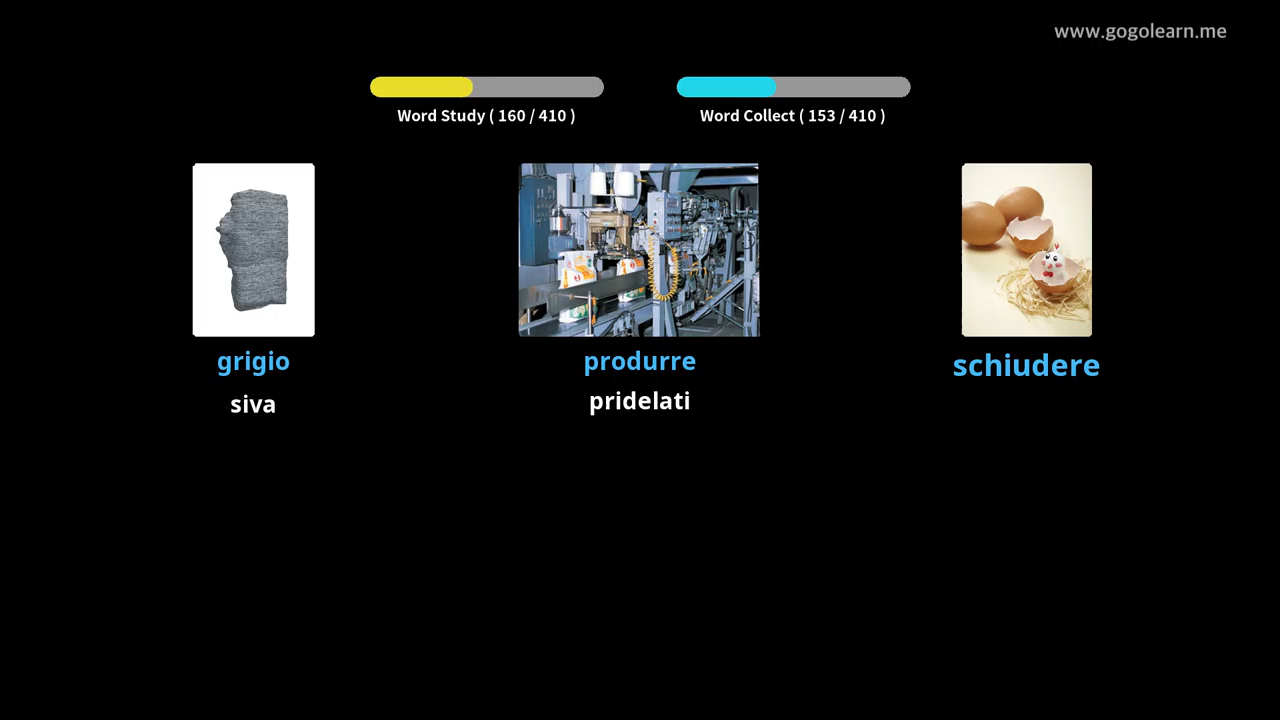 www.gogolearn.me
Word Study ( 160 / 410 )
Word Collect ( 153 / 410 )
grigio
siva
produrre
pridelati
schiudere